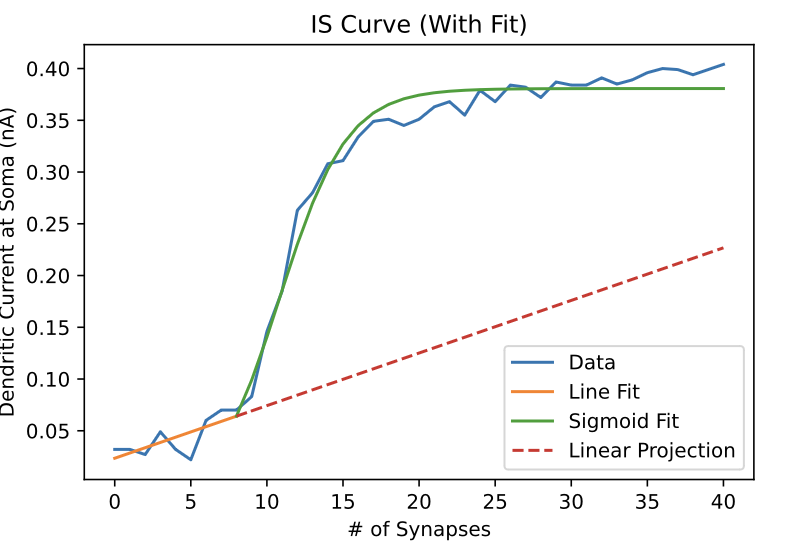 IS Curve (With Fit)
Dendritic Current at Soma (nA)
0.40
0.35
0.30
0.25
0.20
0.15
0.10
0.05
Data
Line Fit
Sigmoid Fit
Linear Projection
0 5 10 15 20 25 30 35 40
# of Synapses